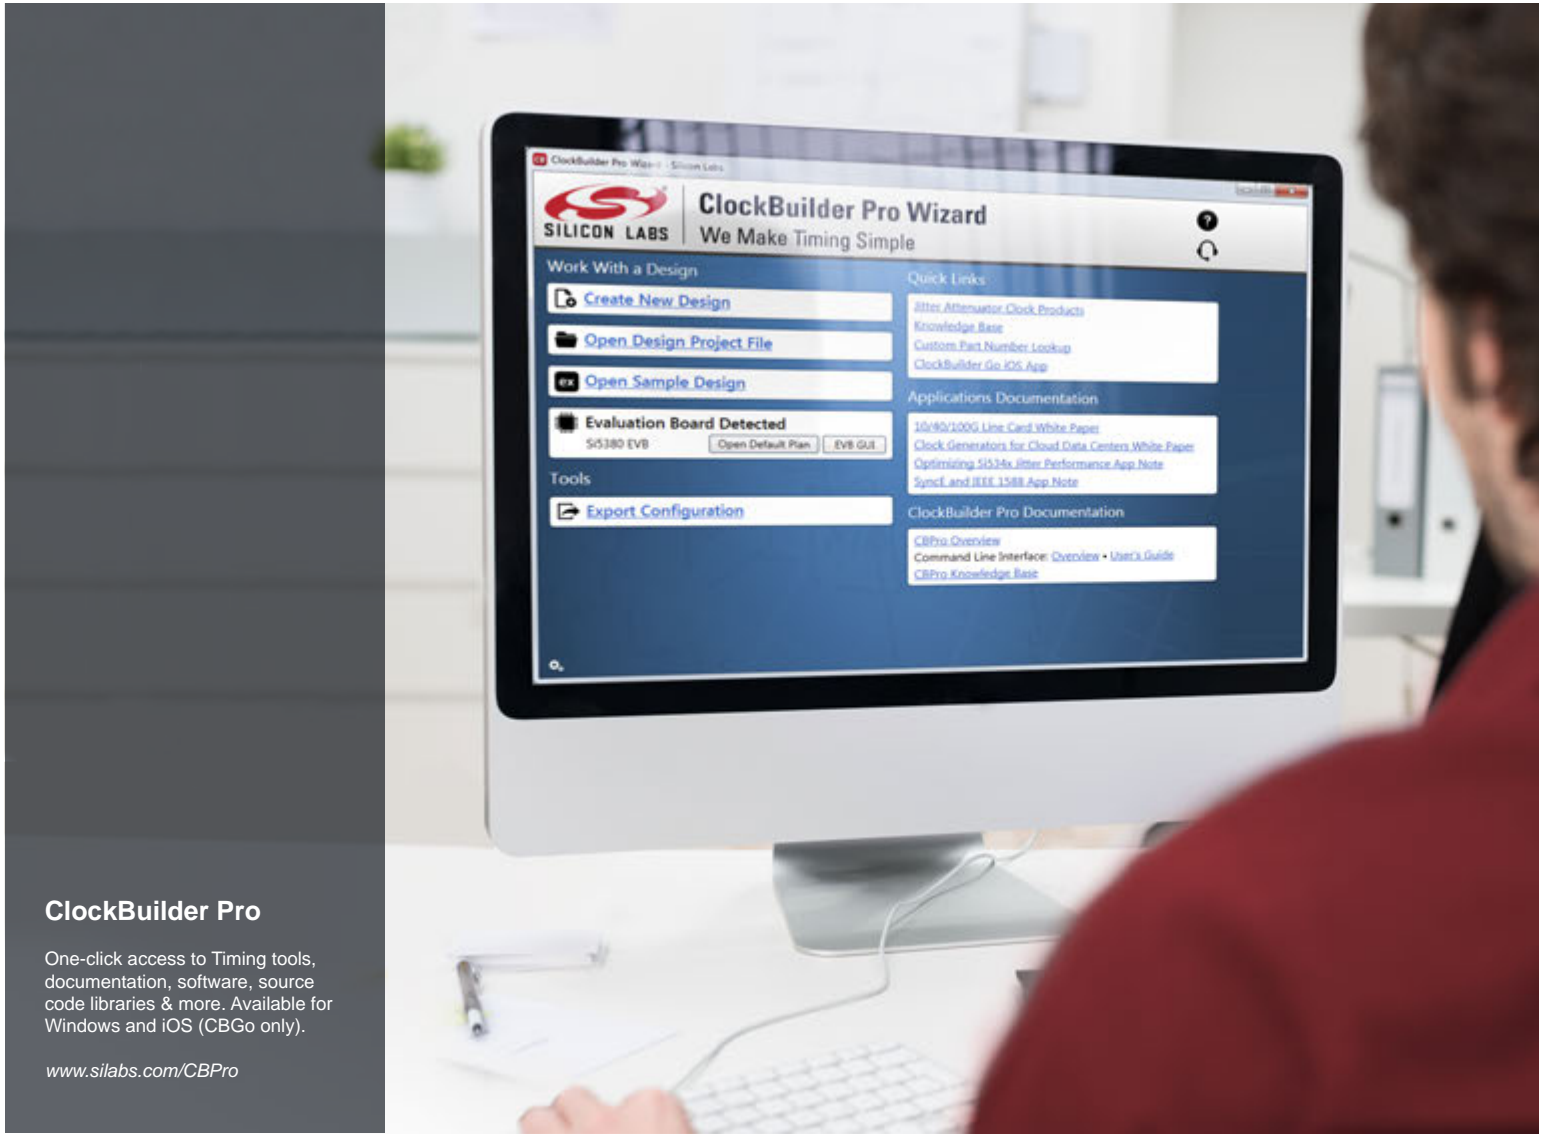 ClockBuilder Pro Wizard - Silicon Labs
SILICON LABS
ClockBuilder Pro Wizard
We Make Timing Simple
Work With a Design
Create New Design
Open Design Project File
ex Open Sample Design
Evaluation Board Detected
Si5380 EVB
Open Default Plan
EVB GUI
Tools
Export Configuration
Quick Links
Jitter Attenuator Clock Products
Knowledge Base
Custom Part Number Lookup
ClockBuilder Go iOS App
Applications Documentation
10/40/100G Line Card White Paper
Clock Generators for Cloud Data Centers White Paper
Optimizing Si534x Jitter Performance App Note
SyncE and IEEE 1588 App Note
ClockBuilder Pro Documentation
CBPro Overview
Command Line Interface: Overview • User's Guide
CBPro Knowledge Base
ClockBuilder Pro
One-click access to Timing tools,
documentation, software, source
code libraries & more. Available for
Windows and iOS (CBGo only).
www.silabs.com/CBPro